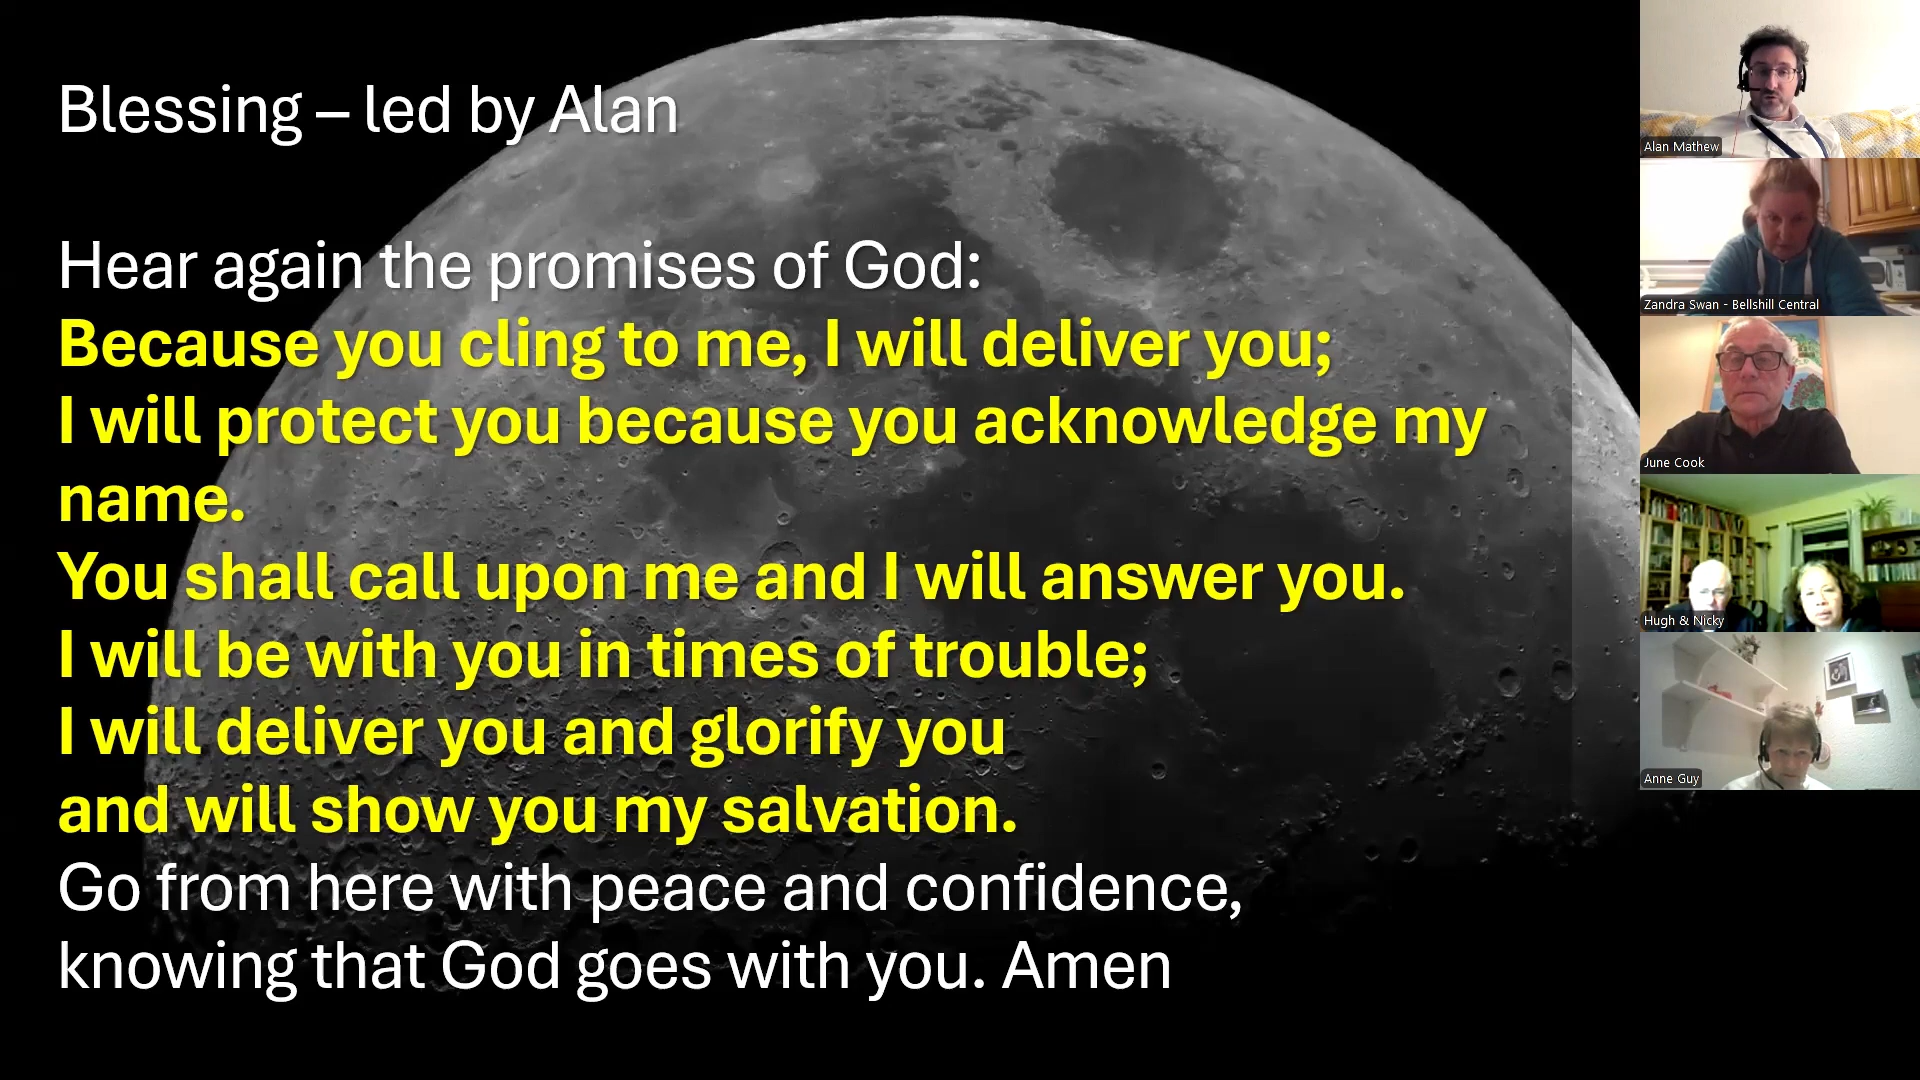 Blessing – led by Alan
Hear again the promises of God:
Because you cling to me, I will deliver you;
I will protect you because you acknowledge my
name.
You shall call upon me and I will answer you.
I will be with you in times of trouble;
I will deliver you and glorify you
and will show you my salvation.
Go from here with peace and confidence,
knowing that God goes with you. Amen
Alan Mathew
Zandra Swan - Bellshill Central
June Cook
Hugh & Nicky
Anne Guy